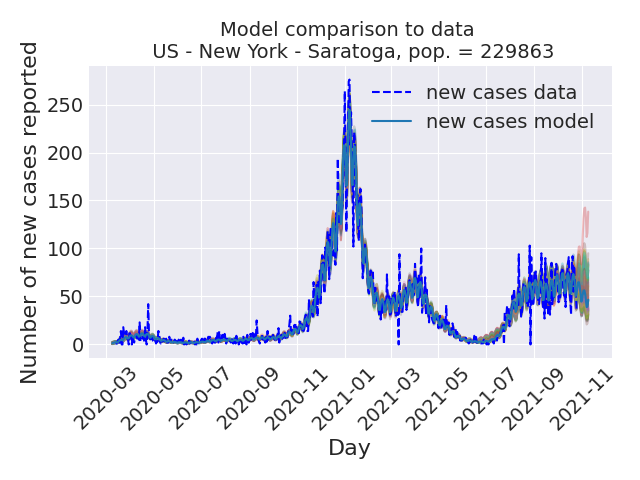 Model comparison to data
US - New York - Saratoga, pop. = 229863
Number of new cases reported
250
200
150
100
50
0
new cases data
new cases model
2020-03
2020-05
2020-07
2020-09
2020-11
2021-01
2021-03
2021-05
2021-07
2021-09
2021-11
Day